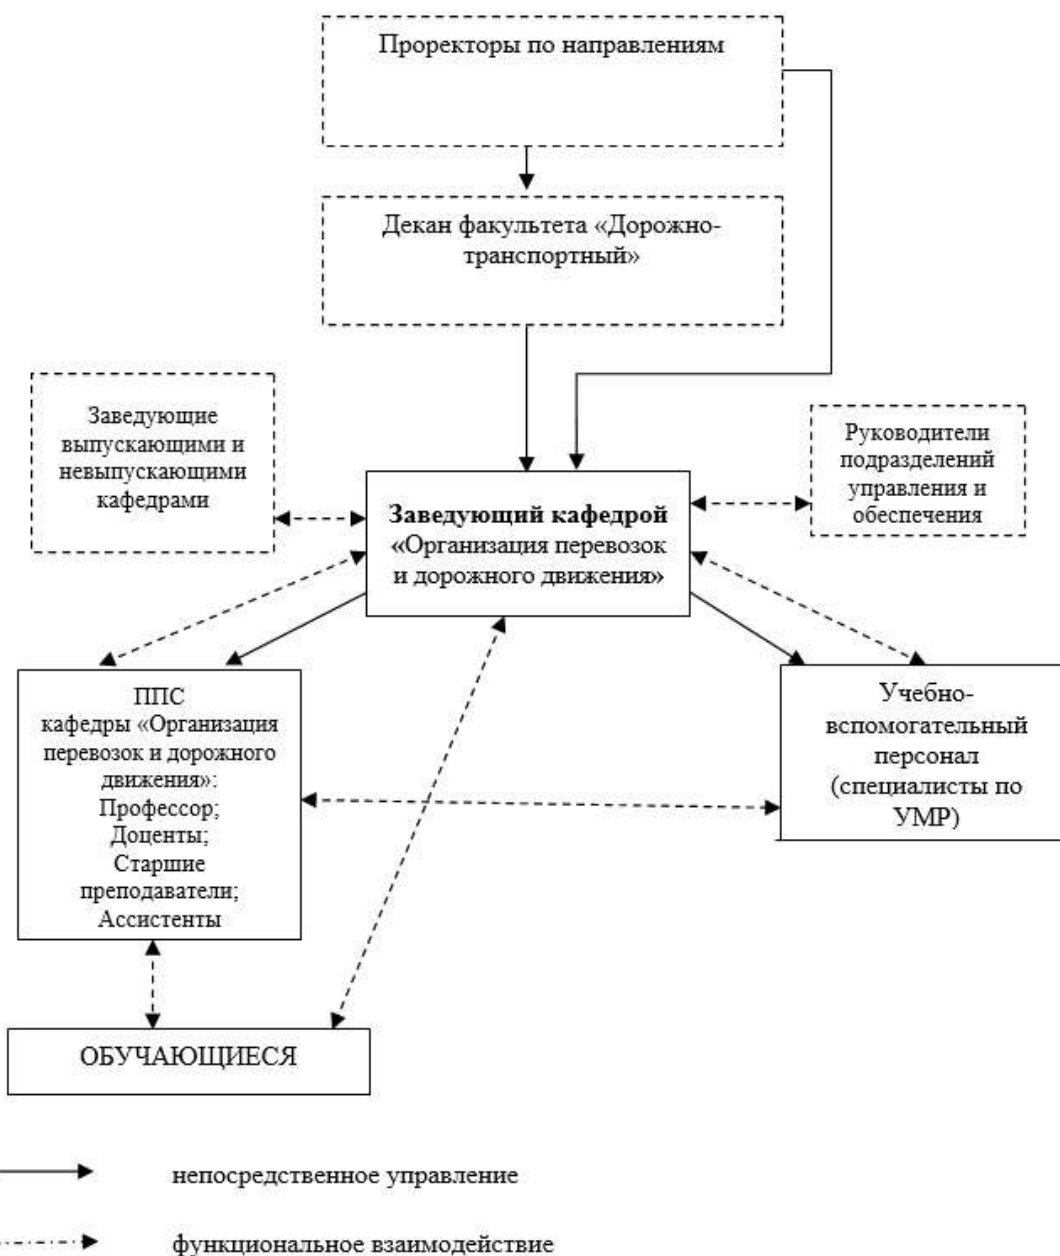 Проректоры по направлениям
Декан факультета «Дорожно-
транспортный»
Заведующие
выпускающими и
невыпускающими
кафедрами
Руководители
подразделений
управления и
обеспечения
Заведующий кафедрой
«Организация перевозок
и дорожного движения»
ППС
кафедры «Организация
перевозок и дорожного
движения»:
Профессор;
Доценты;
Старшие
преподаватели;
Ассистенты
Учебно-
вспомогательный
персонал
(специалисты по
УМР)
ОБУЧАЮЩИЕСЯ
непосредственное управление
функциональное взаимодействие